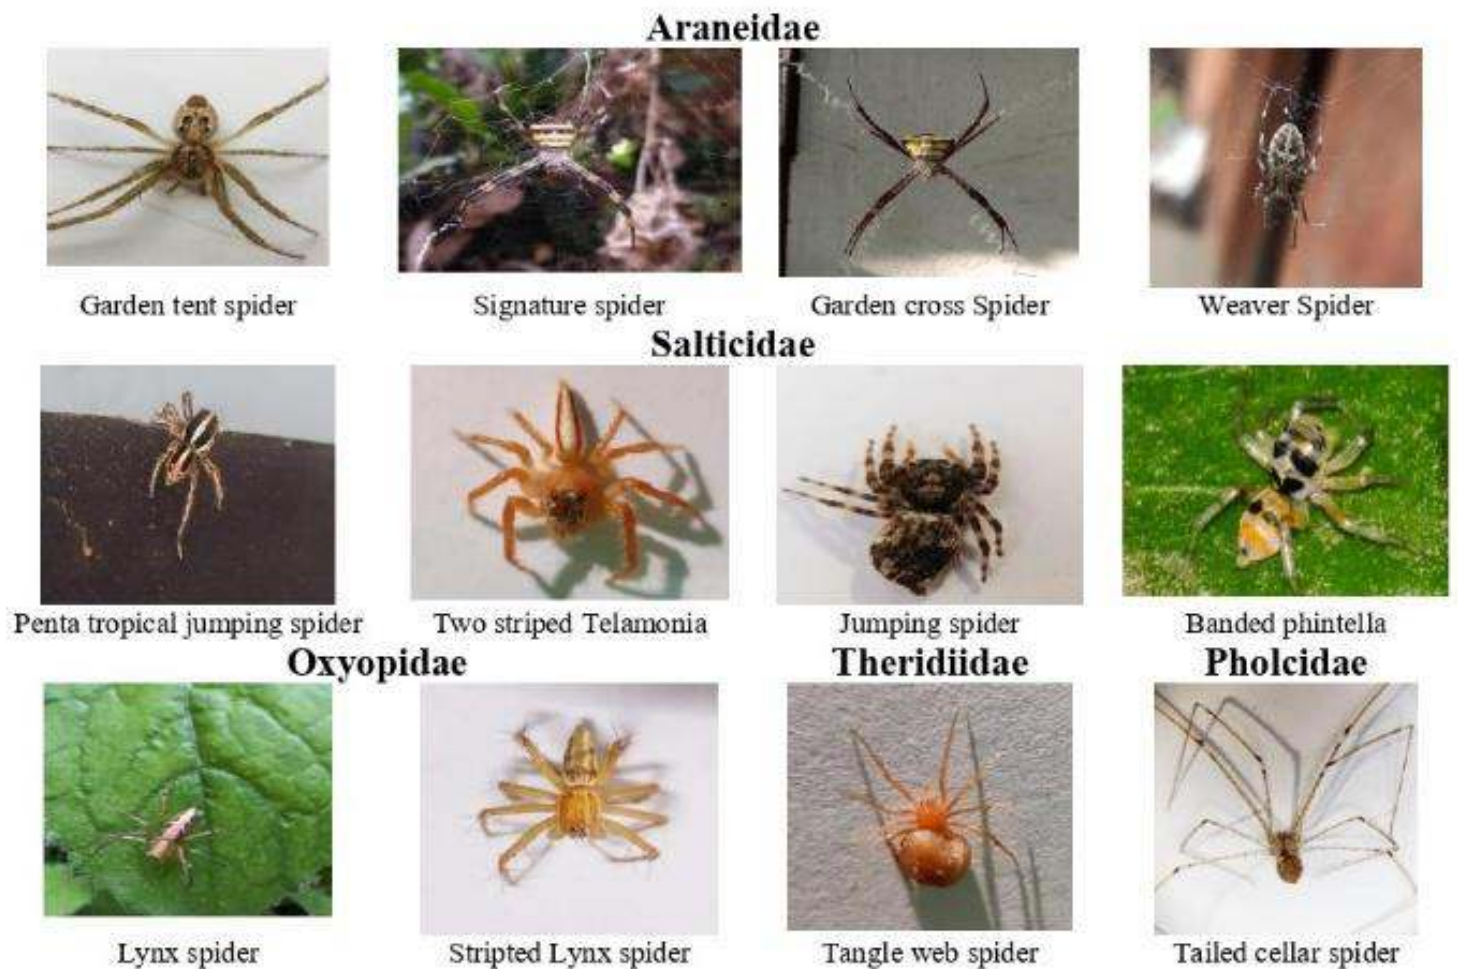 Araneidae
Garden tent spider
Signature spider
Garden cross Spider
Weaver Spider
Salticidae
Penta tropical jumping spider
Two striped Telamonia
Jumping spider
Banded phintella
Oxyopidae
Theridiidae
Pholcidae
Lynx spider
Stripted Lynx spider
Tangle web spider
Tailed cellar spider